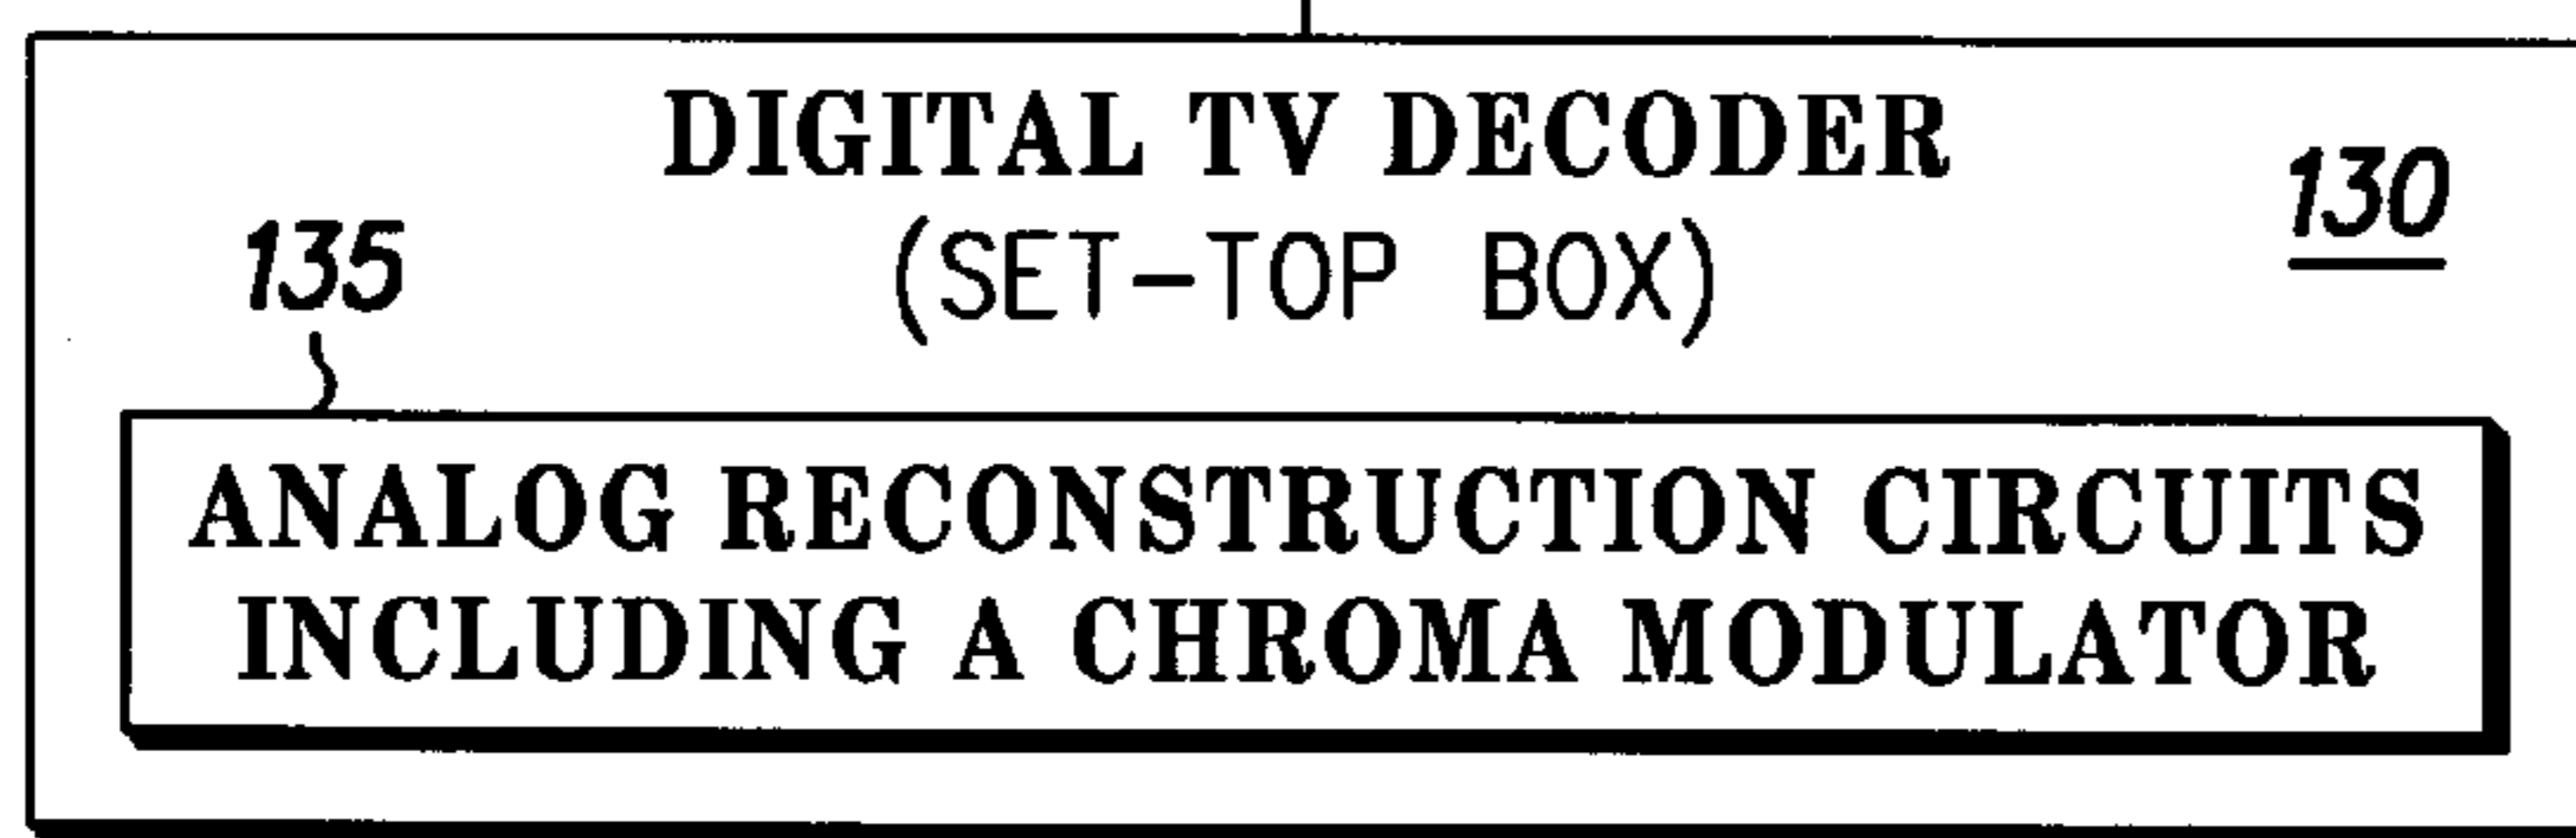 DIGITAL TV DECODER
130
(SET-TOP BOX)
135
ANALOG RECONSTRUCTION CIRCUITS
INCLUDING A CHROMA MODULATOR